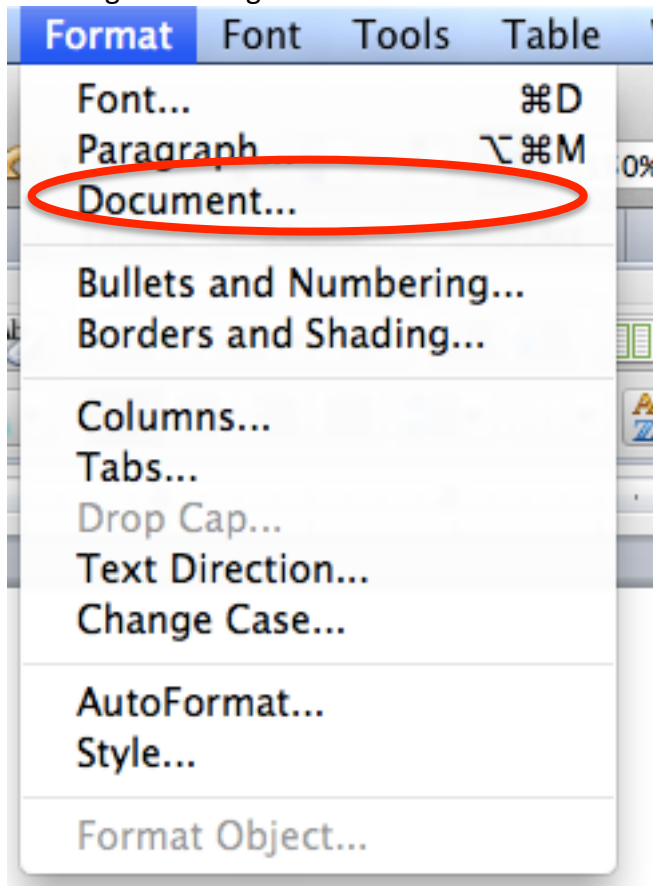 Format Font Tools Table
Font... ⌘D
Paragraph... ⌥⌘M
0%
Document...
Bullets and Numbering...
Borders and Shading...
Columns...
Tabs...
Drop Cap...
Text Direction...
Change Case...
AutoFormat...
Style...
Format Object...